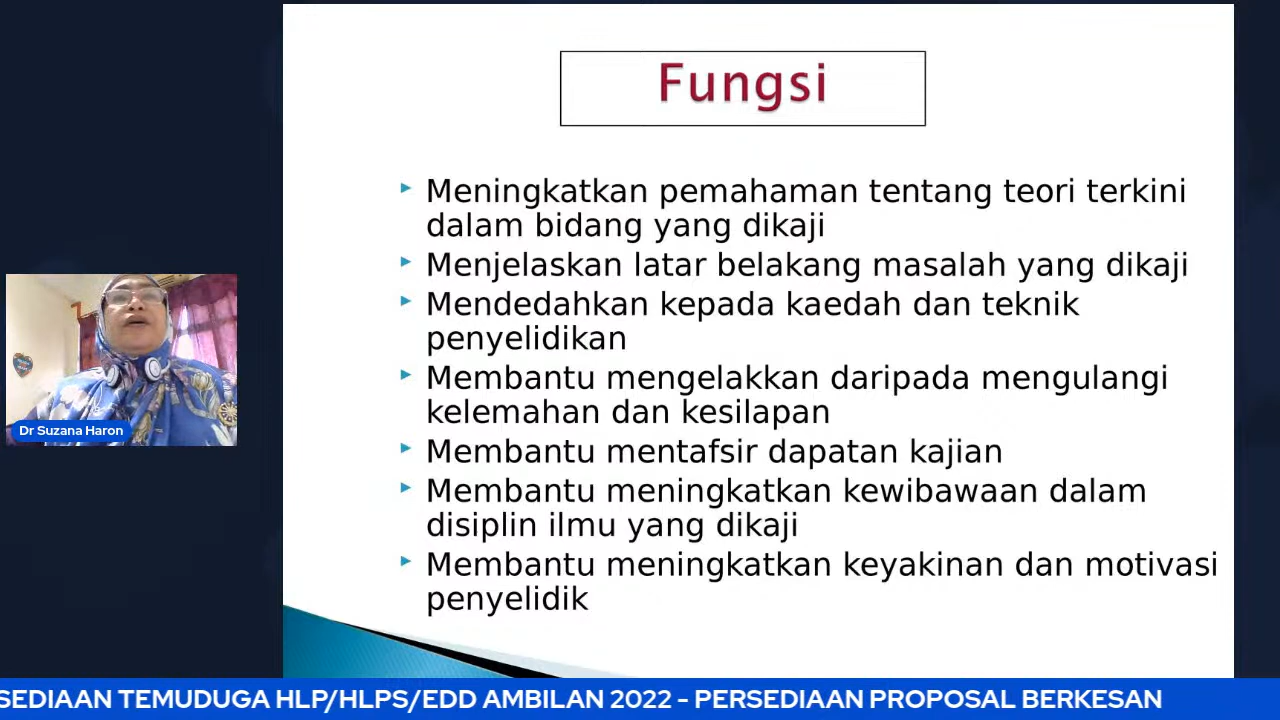 Fungsi
Meningkatkan pemahaman tentang teori terkini
dalam bidang yang dikaji
Menjelaskan latar belakang masalah yang dikaji
Mendedahkan kepada kaedah dan teknik
penyelidikan
Membantu mengelakkan daripada mengulangi
kelemahan dan kesilapan
Membantu mentafsir dapatan kajian
Membantu meningkatkan kewibawaan dalam
disiplin ilmu yang dikaji
Membantu meningkatkan keyakinan dan motivasi
penyelidik
Dr Suzana Haron
SEDIAAN TEMUDUGA HLP/HLPS/EDD AMBILAN 2022 - PERSEDIAAN PROPOSAL BERKESAN